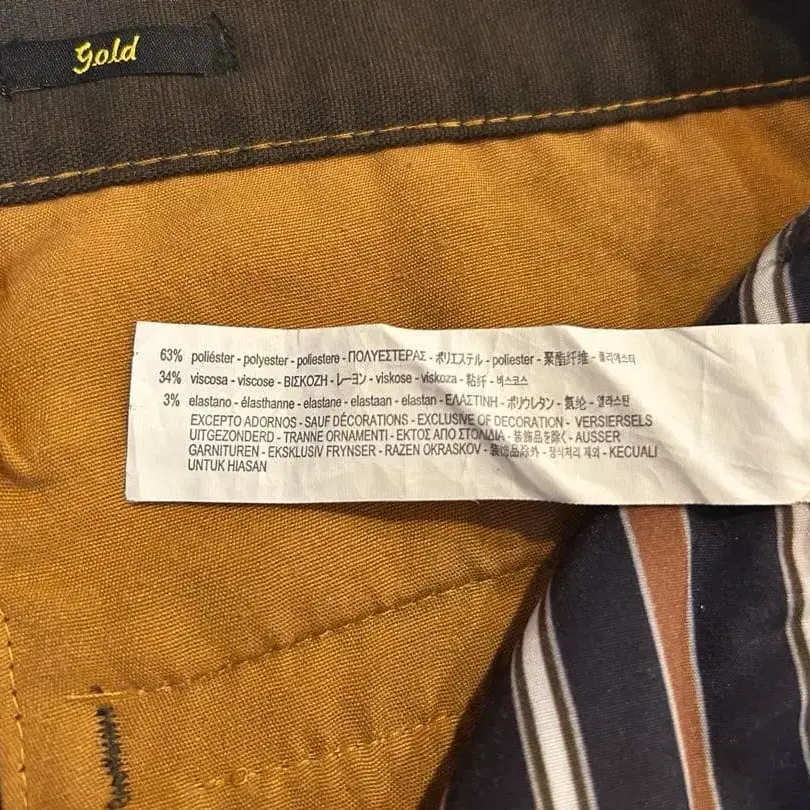 Gold
63% poliéster - polyester - poliestere - ΠΟΛΥΕΣΤΕΡΑΣ - ポリエステル - poliester - 聚酯纤维 - 폴리에스터
34% viscosa - viscose - ΒΙΣΚΟΖΗ - レーヨン - viskose - viskoza - 粘纤 - 비스코스
3% elastano - élasthanne - elastane - elastaan - elastan - ΕΛΑΣΤΙΝΗ - ポリウレタン - 氨纶 - 엘라스탄
EXCEPTO ADORNOS - SAUF DÉCORATIONS - EXCLUSIVE OF DECORATION - VERSIERSELS
UITGEZONDERD - TRANNE ORNAMENTI - ΕΚΤΟΣ ΑΠΟ ΣΤΟΛΙΔΙΑ - 装飾品を除く - AUSSER
GARNITUREN - EKSKLUSIV FRYNSER - RAZEN OKRASKOV - 装饰品除外 - 장식처리 제외 - KECUALI
UNTUK HIASAN